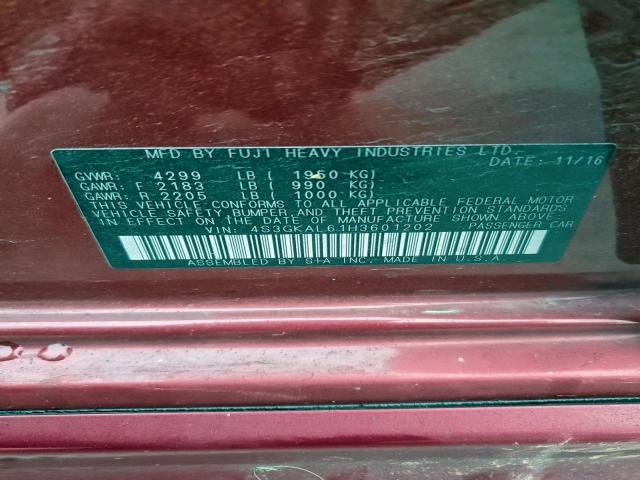 MFD BY FUJI HEAVY INDUSTRIES LTD.
DATE: 11/16
GVWR: 4299 LB ( 1950 KG)
GAWR: F 2183 LB ( 990 KG)
GAWR: R 2205 LB ( 1000 KG)
THIS VEHICLE CONFORMS TO ALL APPLICABLE FEDERAL MOTOR
VEHICLE SAFETY, BUMPER AND THEFT PREVENTION STANDARDS
IN EFFECT ON THE DATE OF MANUFACTURE SHOWN ABOVE.
VIN: 4S3GKAL61H3601202 PASSENGER CAR
ASSEMBLED BY SIA INC. MADE IN U.S.A.